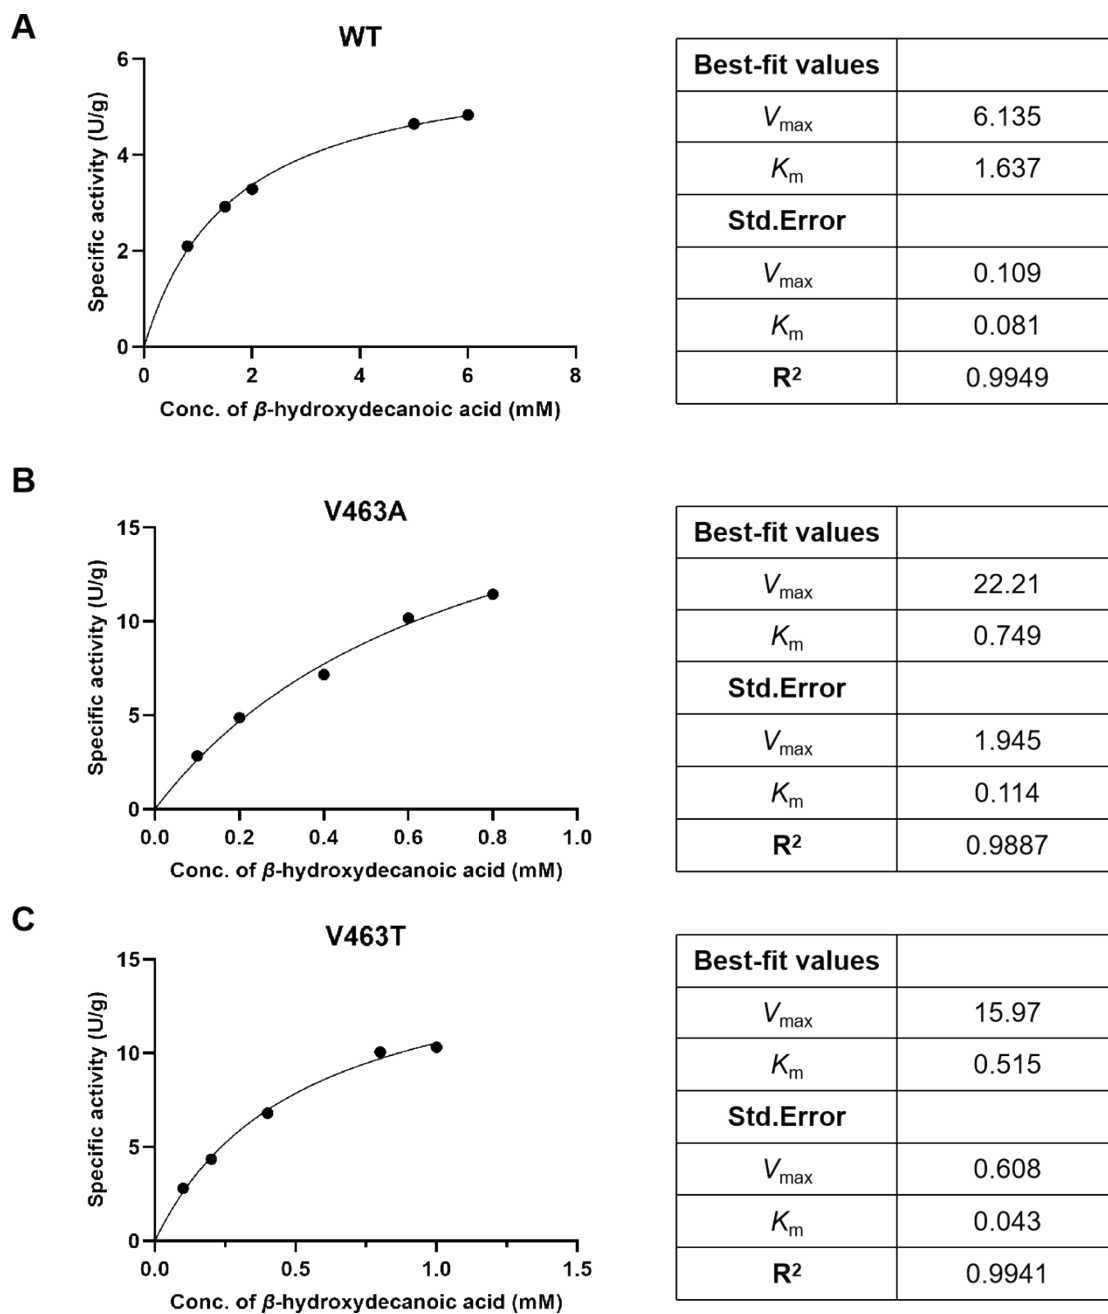 A
WT
Specific activity (U/g)
6
4
2
0
0 2 4 6 8
Conc. of β-hydroxydecanoic acid (mM)
Best-fit values
Vmax 6.135
Km 1.637
Std.Error
Vmax 0.109
Km 0.081
R² 0.9949
B
V463A
Specific activity (U/g)
15
10
5
0
0.0 0.2 0.4 0.6 0.8 1.0
Conc. of β-hydroxydecanoic acid (mM)
Best-fit values
Vmax 22.21
Km 0.749
Std.Error
Vmax 1.945
Km 0.114
R² 0.9887
C
V463T
Specific activity (U/g)
15
10
5
0
0.0 0.5 1.0 1.5
Conc. of β-hydroxydecanoic acid (mM)
Best-fit values
Vmax 15.97
Km 0.515
Std.Error
Vmax 0.608
Km 0.043
R² 0.9941